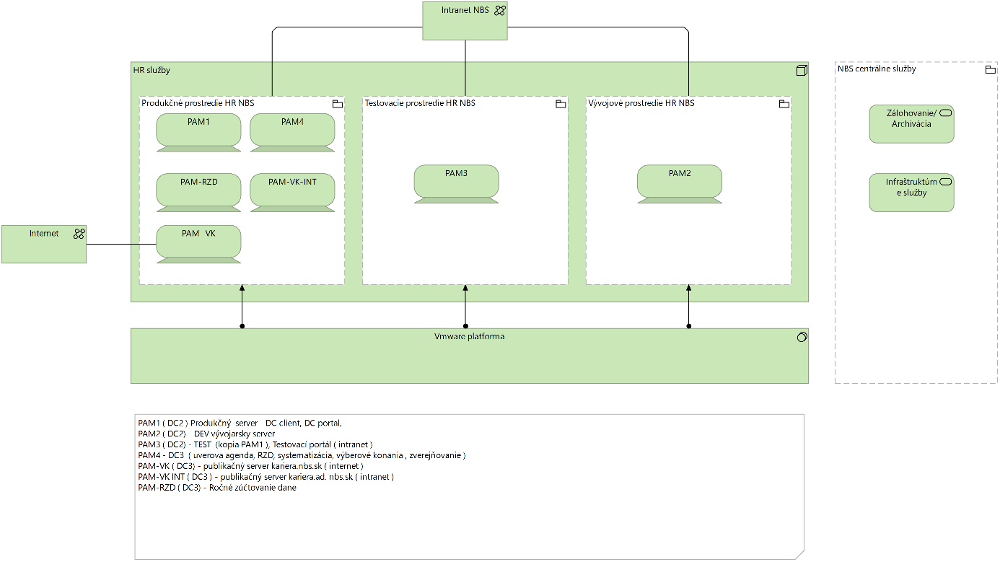 Intranet NBS
HR služby
NBS centrálne služby
Produkčné prostredie HR NBS
Testovacie prostredie HR NBS
Vývojové prostredie HR NBS
PAM1
PAM4
Zálohovanie/
Archivácia
PAM-RZD
PAM-VK-INT
PAM3
PAM2
Infraštruktúrn
e služby
Internet
PAM VK
Vmware platforma
PAM1 ( DC2 ) Produkčný server DC client, DC portal,
PAM2 ( DC2) DEV vývojarsky server
PAM3 ( DC2) - TEST (kopia PAM1 ), Testovací portál ( intranet )
PAM4 - DC3 ( uverova agenda, RZD, systematizácia, výberové konania , zverejňovanie )
PAM-VK ( DC3) - publikačný server kariera.nbs.sk ( internet )
PAM-VK INT ( DC3 ) - publikačný server kariera.ad. nbs.sk ( intranet )
PAM-RZD ( DC3) - Ročné zúčtovanie dane